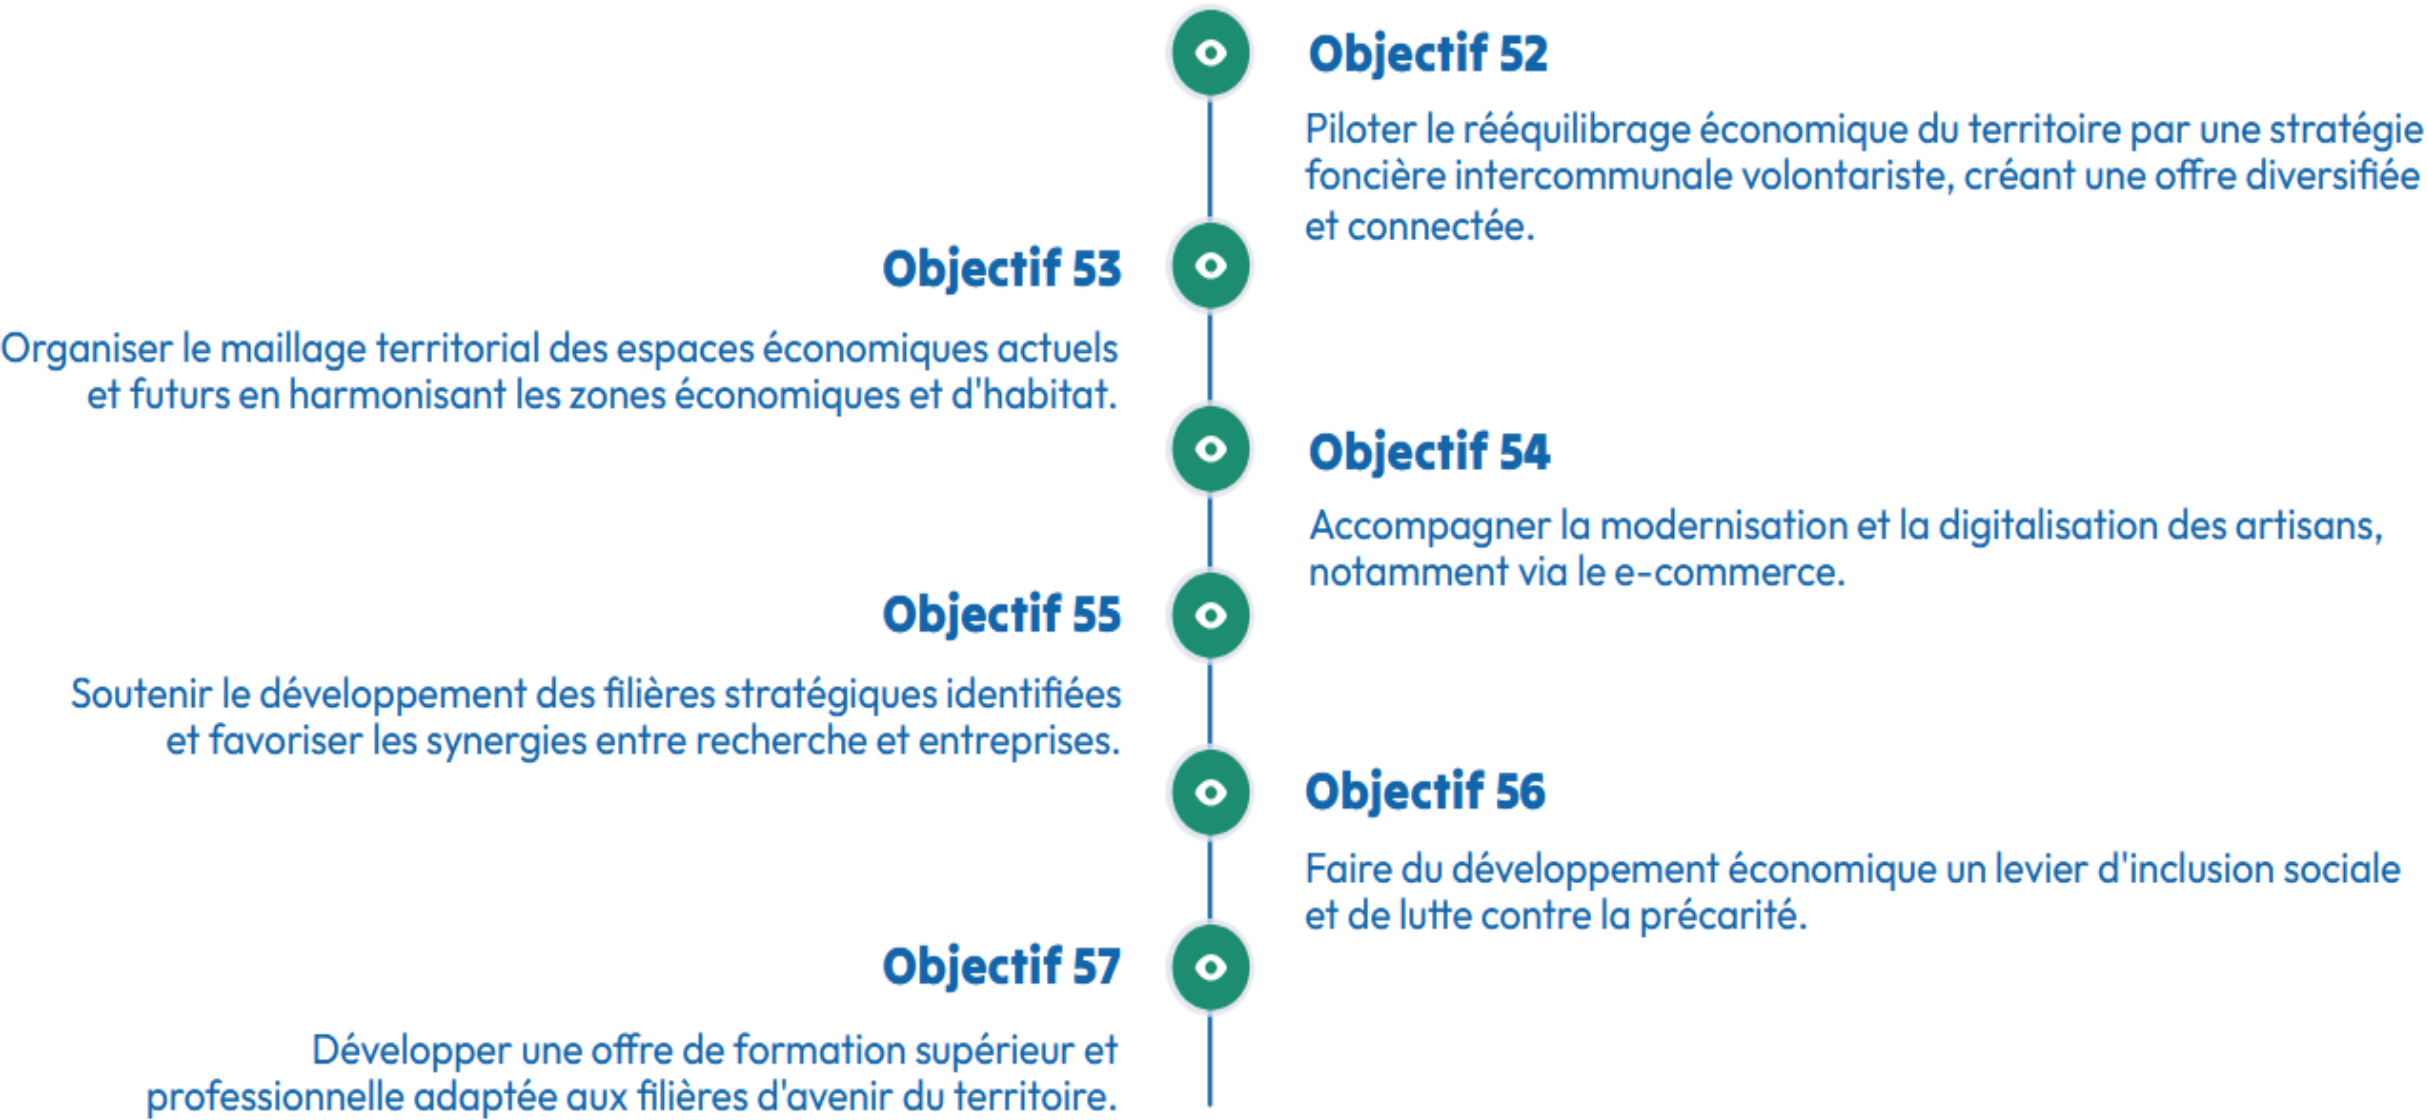 Objectif 52
Piloter le rééquilibrage économique du territoire par une stratégie
foncière intercommunale volontariste, créant une offre diversifiée
et connectée.
Objectif 53
Organiser le maillage territorial des espaces économiques actuels
et futurs en harmonisant les zones économiques et d'habitat.
Objectif 54
Accompagner la modernisation et la digitalisation des artisans,
notamment via le e-commerce.
Objectif 55
Soutenir le développement des filières stratégiques identifiées
et favoriser les synergies entre recherche et entreprises.
Objectif 56
Faire du développement économique un levier d'inclusion sociale
et de lutte contre la précarité.
Objectif 57
Développer une offre de formation supérieur et
professionnelle adaptée aux filières d'avenir du territoire.